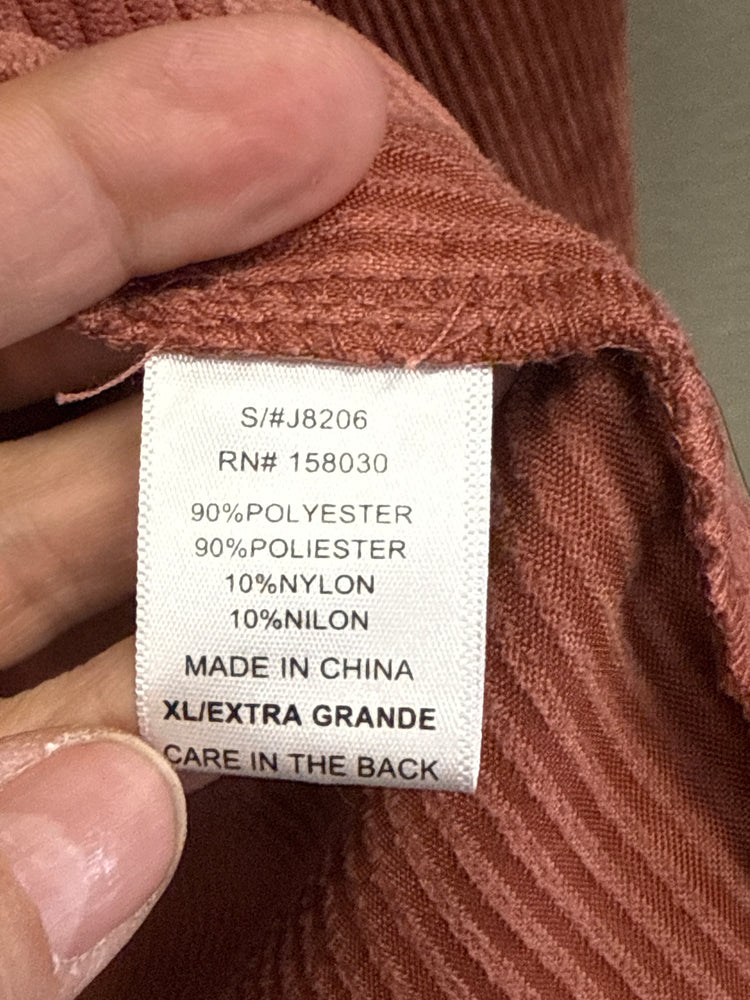 S/#J8206
RN# 158030
90%POLYESTER
90%POLIESTER
10%NYLON
10%NILON
MADE IN CHINA
XL/EXTRA GRANDE
CARE IN THE BACK